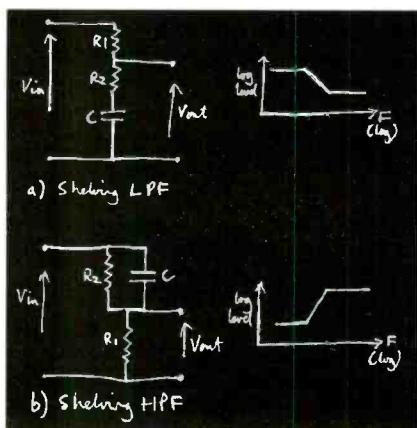 R1
R2
Vin
C
Vout
log
level
F
(log)
a) Shelving LPF
R2
C
Vin
R1
Vout
log
level
F
(log)
b) Shelving HPF